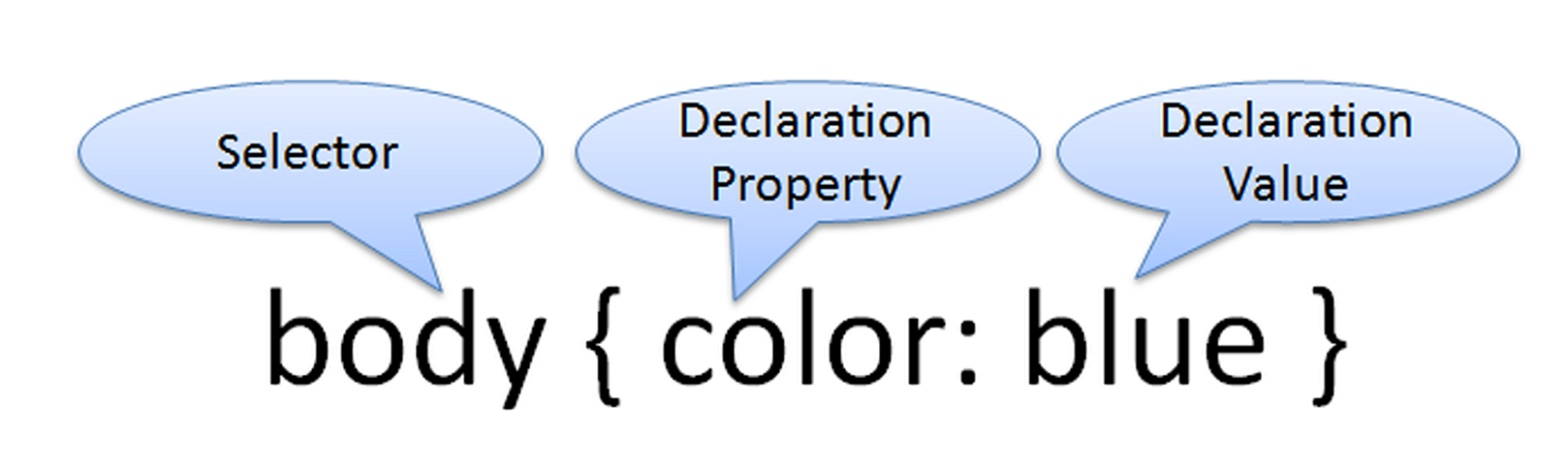 Selector
Declaration
Property
Declaration
Value
body { color: blue }